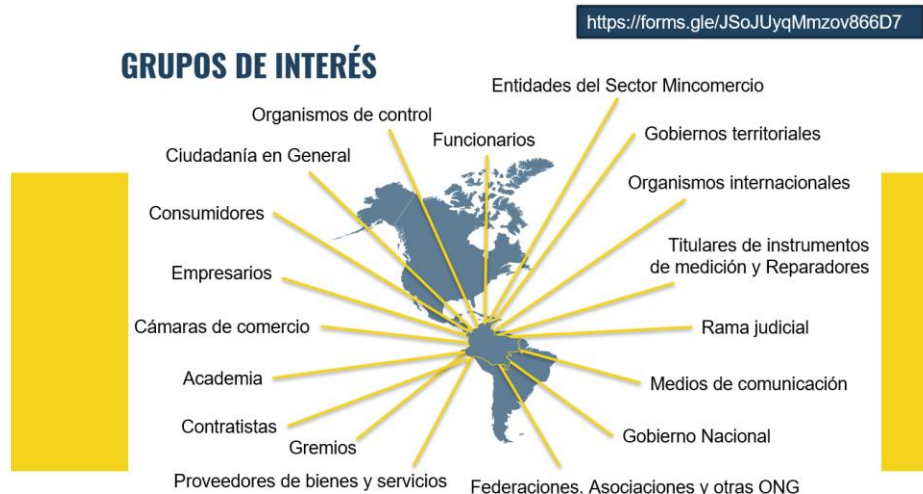 https://forms.gle/JSoJUyqMmzov866D7
GRUPOS DE INTERÉS
Entidades del Sector Mincomercio
Organismos de control
Funcionarios
Gobiernos territoriales
Ciudadanía en General
Organismos internacionales
Consumidores
Titulares de instrumentos
de medición y Reparadores
Empresarios
Cámaras de comercio
Rama judicial
Academia
Medios de comunicación
Contratistas
Gremios
Gobierno Nacional
Proveedores de bienes y servicios
Federaciones, Asociaciones y otras ONG